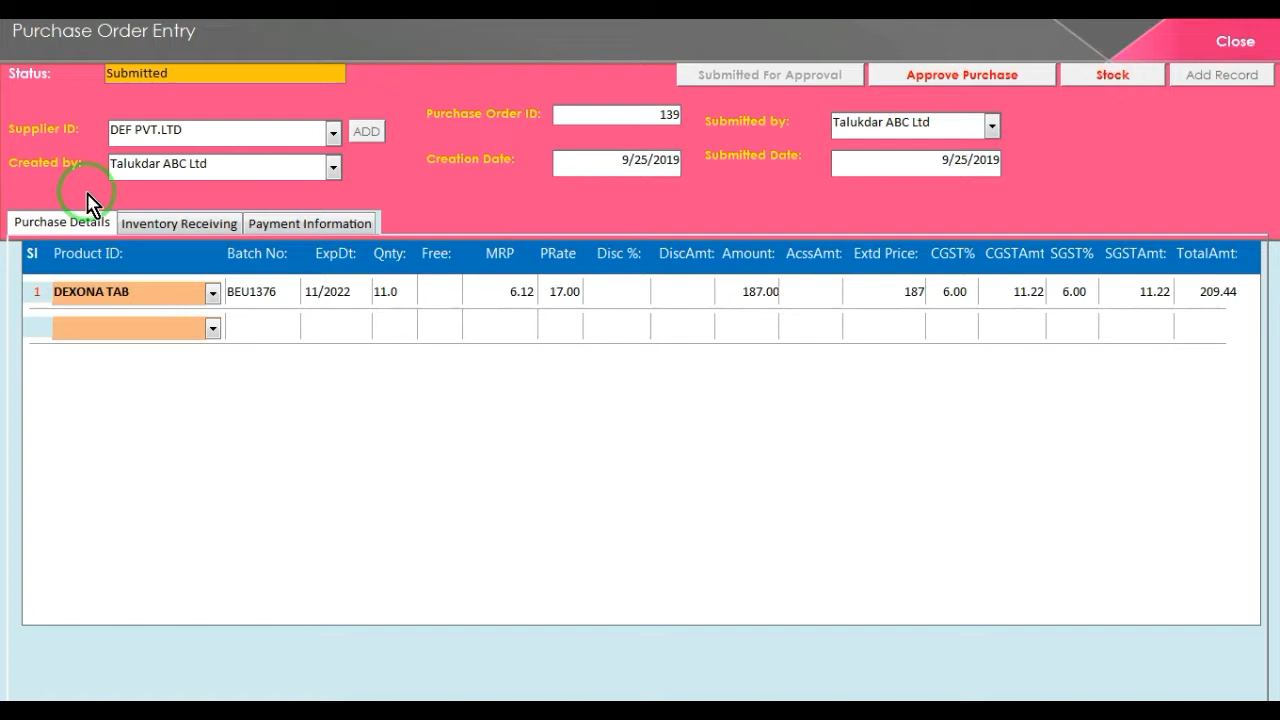 Purchase Order Entry
Close
Status: Submitted Submitted For Approval Approve Purchase Stock Add Record
Supplier ID: DEF PVT.LTD ADD Purchase Order ID: 139 Submitted by: Talukdar ABC Ltd
Created by: Talukdar ABC Ltd Creation Date: 9/25/2019 Submitted Date: 9/25/2019
Purchase Details Inventory Receiving Payment Information
Sl Product ID: Batch No: ExpDt: Qnty: Free: MRP PRate Disc %: DiscAmt: Amount: AcssAmt: Extd Price: CGST% CGSTAmt SGST% SGSTAmt: TotalAmt:
1 DEXONA TAB BEU1376 11/2022 11.0 6.12 17.00 187.00 187 6.00 11.22 6.00 11.22 209.44